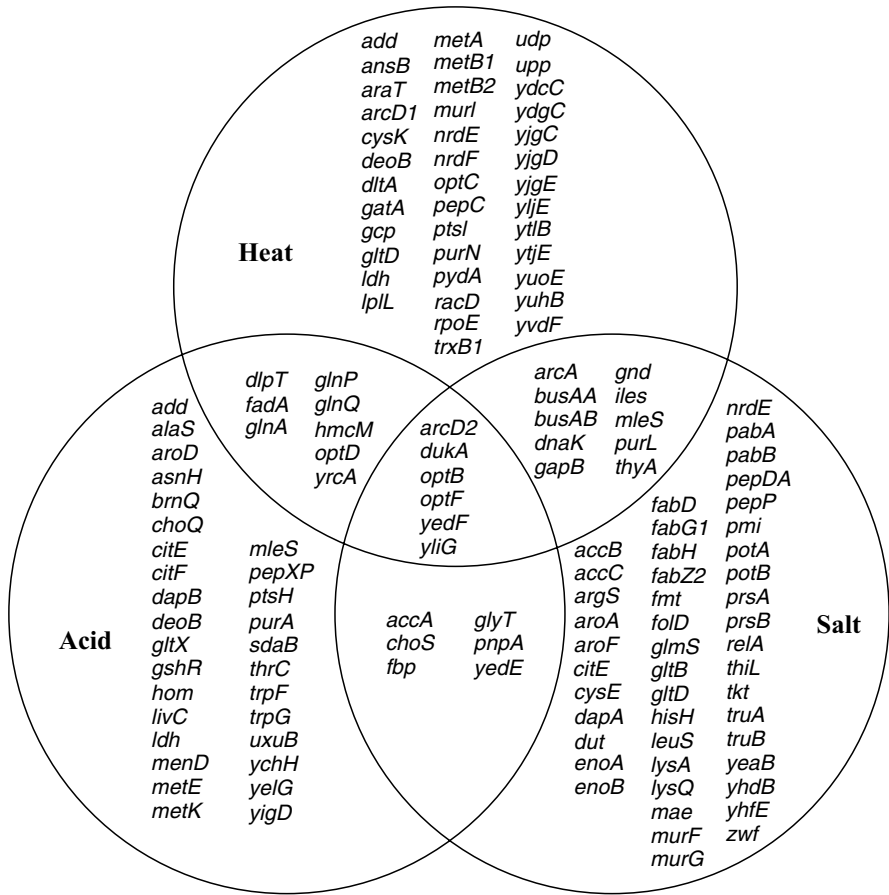 Heat
add
ansB
araT
arcD1
cysK
deoB
dltA
gatA
gcp
gltD
ldh
lplL
metA
metB1
metB2
murl
nrdE
nrdF
optC
pepC
ptsl
purN
pydA
racD
rpoE
trxB1
udp
upp
ydcC
ydgC
yjgC
yjgD
yjgE
yljE
ytlB
ytjE
yuoE
yuhB
yvdF
dlpT
fadA
glnA
glnP
glnQ
hmcM
optD
yrcA
arcD2
dukA
optB
optF
yedF
yliG
arcA
busAA
busAB
dnaK
gapB
gnd
iles
mleS
purL
thyA
Acid
add
alaS
aroD
asnH
brnQ
choQ
citE
citF
dapB
deoB
gltX
gshR
hom
livC
ldh
menD
metE
metK
mleS
pepXP
ptsH
purA
sdaB
thrC
trpF
trpG
uxuB
ychH
yelG
yigD
accA
choS
fbp
glyT
pnpA
yedE
Salt
accB
accC
argS
aroA
aroF
citE
cysE
dapA
dut
enoA
enoB
fabD
fabG1
fabH
fabZ2
fmt
folD
glmS
gltB
gltD
hisH
leuS
lysA
lysQ
mae
murF
murG
nrdE
pabA
pabB
pepDA
pepP
pmi
potA
potB
prsA
prsB
relA
thiL
tkt
truA
truB
yeaB
yhdB
yhfE
zwf